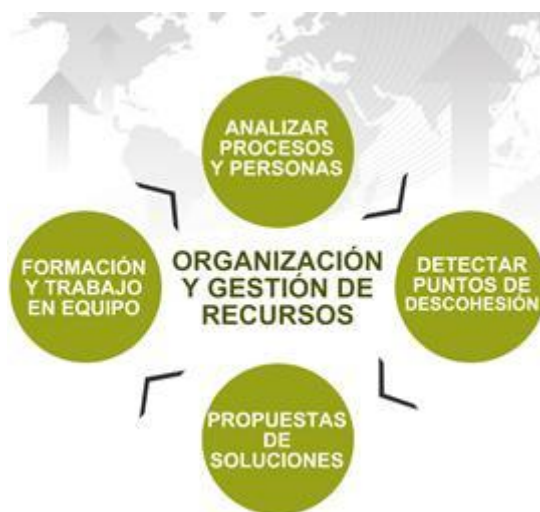 ANALIZAR
PROCESOS
Y PERSONAS
FORMACIÓN
Y TRABAJO
EN EQUIPO
ORGANIZACIÓN
Y GESTIÓN DE
RECURSOS
DETECTAR
PUNTOS DE
DESCOHESIÓN
PROPUESTAS
DE
SOLUCIONES